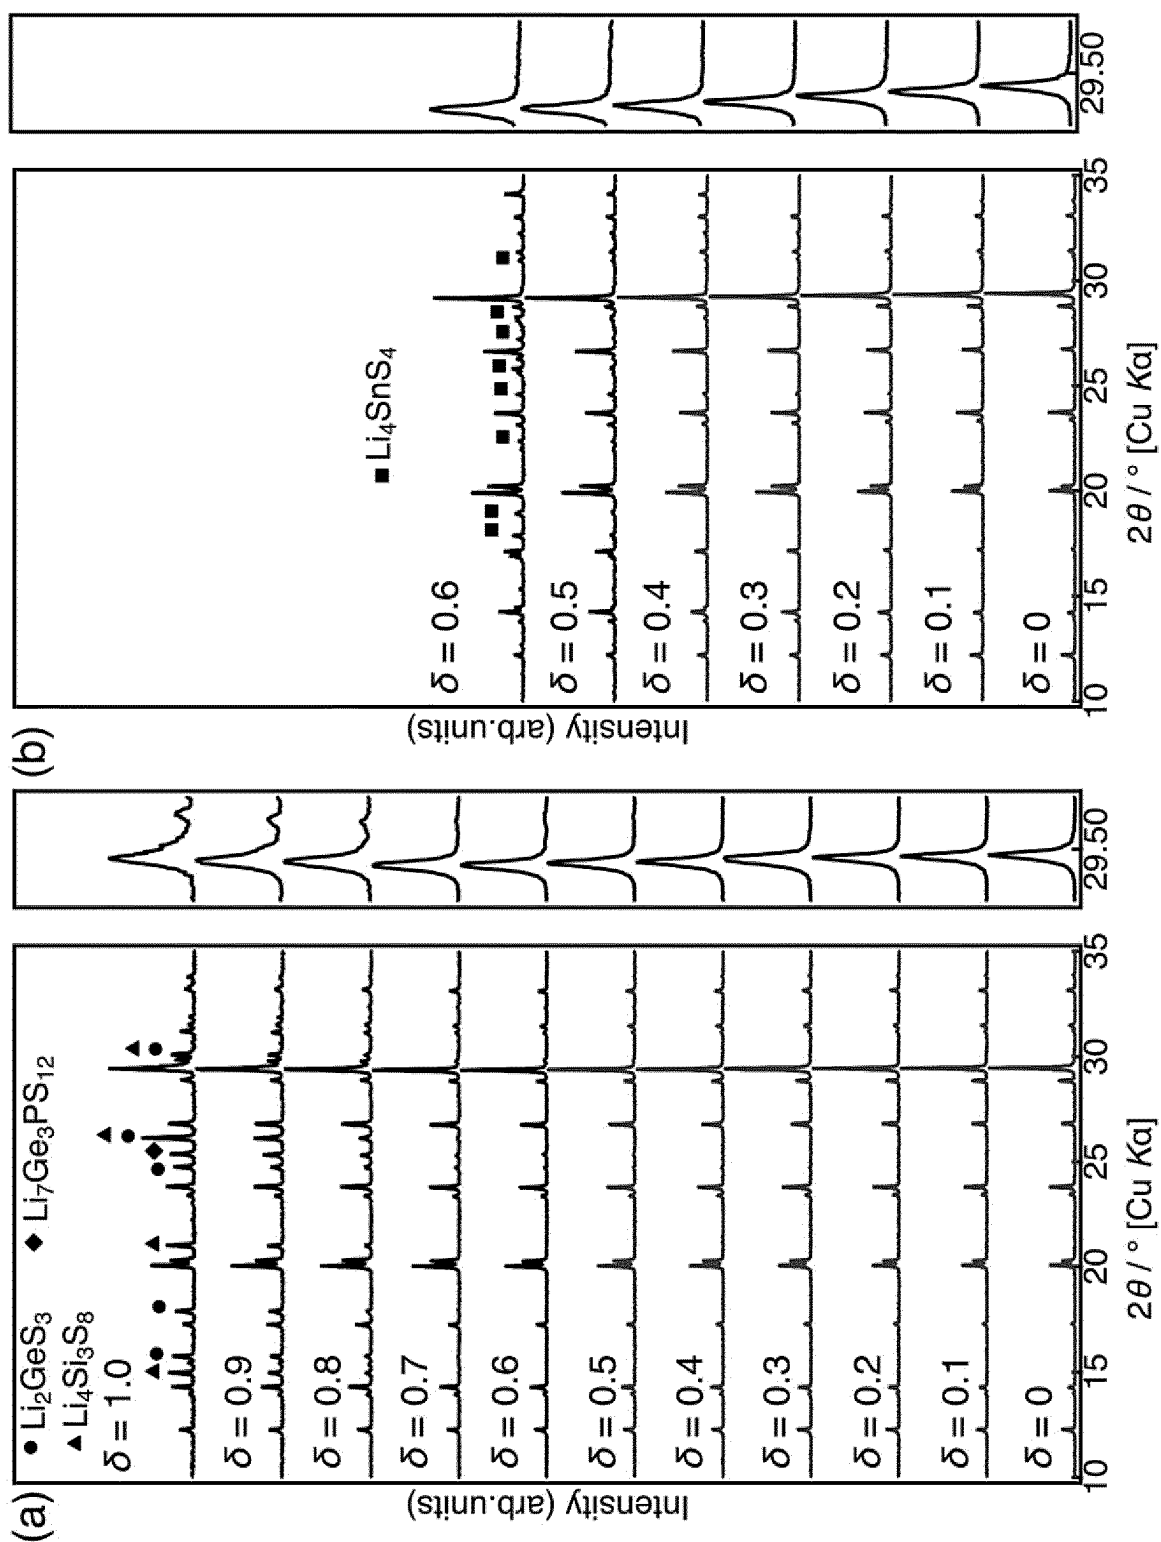 (a)
● Li2GeS3 ◆ Li7Ge3PS12
▲ Li4Si3S8
δ = 1.0
δ = 0.9
δ = 0.8
δ = 0.7
δ = 0.6
δ = 0.5
δ = 0.4
δ = 0.3
δ = 0.2
δ = 0.1
δ = 0
Intensity (arb.units)
10 15 20 25 30 35
2θ / ° [Cu Kα]
29.50
(b)
■ Li4SnS4
δ = 0.6
δ = 0.5
δ = 0.4
δ = 0.3
δ = 0.2
δ = 0.1
δ = 0
Intensity (arb.units)
10 15 20 25 30 35
2θ / ° [Cu Kα]
29.50